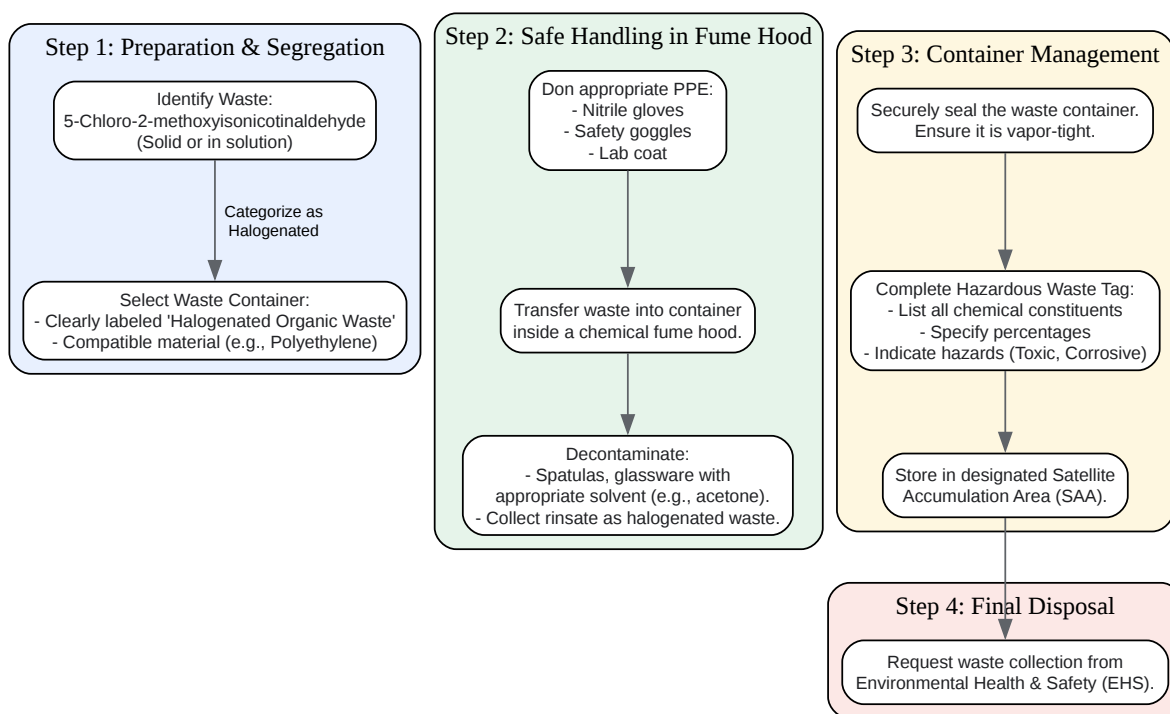 Step 1: Preparation & Segregation
Identify Waste:
5-Chloro-2-methoxyisonicotinaldehyde
(Solid or in solution)
Categorize as
Halogenated
Select Waste Container:
- Clearly labeled 'Halogenated Organic Waste'
- Compatible material (e.g., Polyethylene)
Step 2: Safe Handling in Fume Hood
Don appropriate PPE:
- Nitrile gloves
- Safety goggles
- Lab coat
Transfer waste into container
inside a chemical fume hood.
Decontaminate:
- Spatulas, glassware with
appropriate solvent (e.g., acetone).
- Collect rinsate as halogenated waste.
Step 3: Container Management
Securely seal the waste container.
Ensure it is vapor-tight.
Complete Hazardous Waste Tag:
- List all chemical constituents
- Specify percentages
- Indicate hazards (Toxic, Corrosive)
Store in designated Satellite
Accumulation Area (SAA).
Step 4: Final Disposal
Request waste collection from
Environmental Health & Safety (EHS).